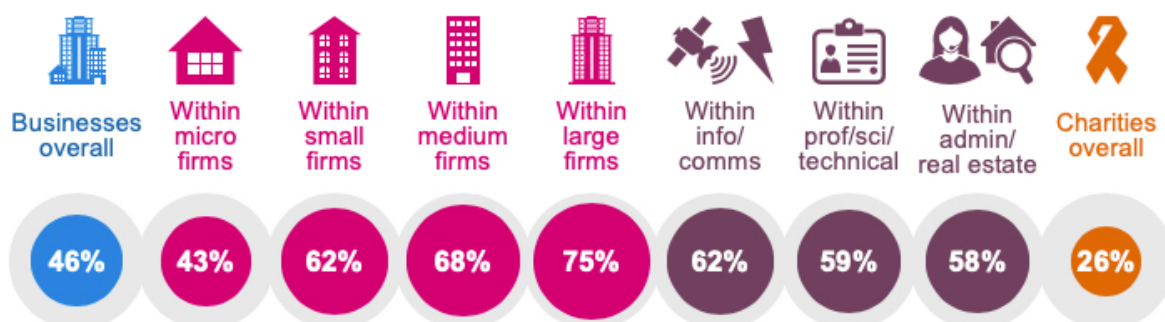 Businesses
overall
Within
micro
firms
Within
small
firms
Within
medium
firms
Within
large
firms
Within
info/
comms
Within
prof/sci/
technical
Within
admin/
real estate
Charities
overall
46%
43%
62%
68%
75%
62%
59%
58%
26%